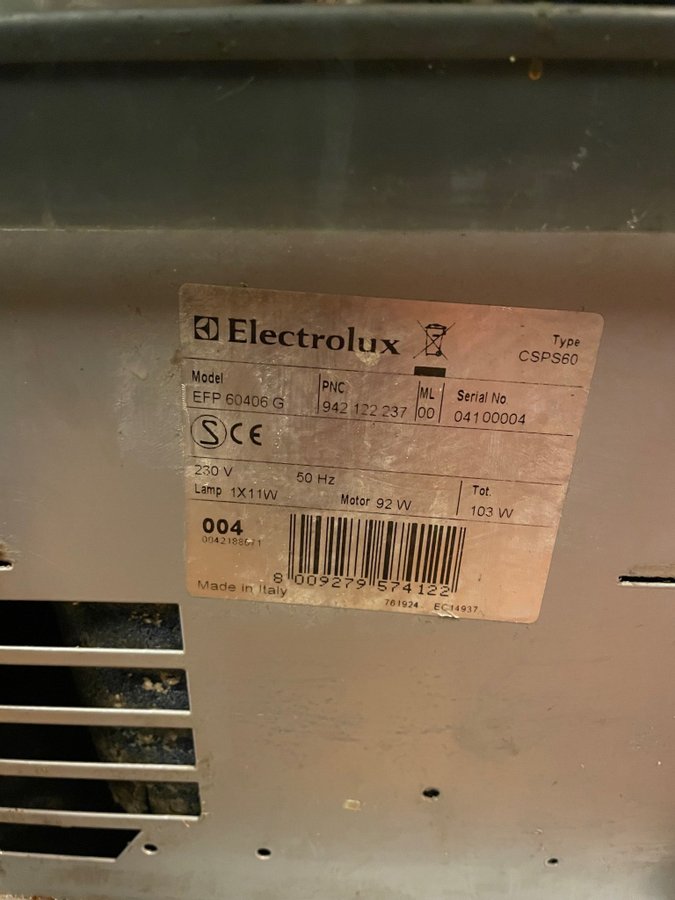 Electrolux
Type
CSPS60
Model PNC ML Serial No
EFP 60406 G 942 122 237 00 04100004
S CE
230 V 50 Hz
Lamp 1X11W Motor 92 W Tot. 103 W
004
0042188671
8 009279 574122
Made in Italy
761924 EC14937